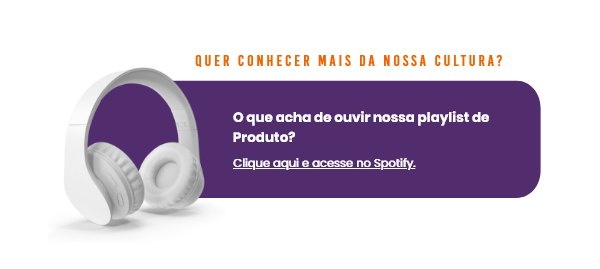 QUER CONHECER MAIS DA NOSSA CULTURA?
O que acha de ouvir nossa playlist de
Produto?
Clique aqui e acesse no Spotify.